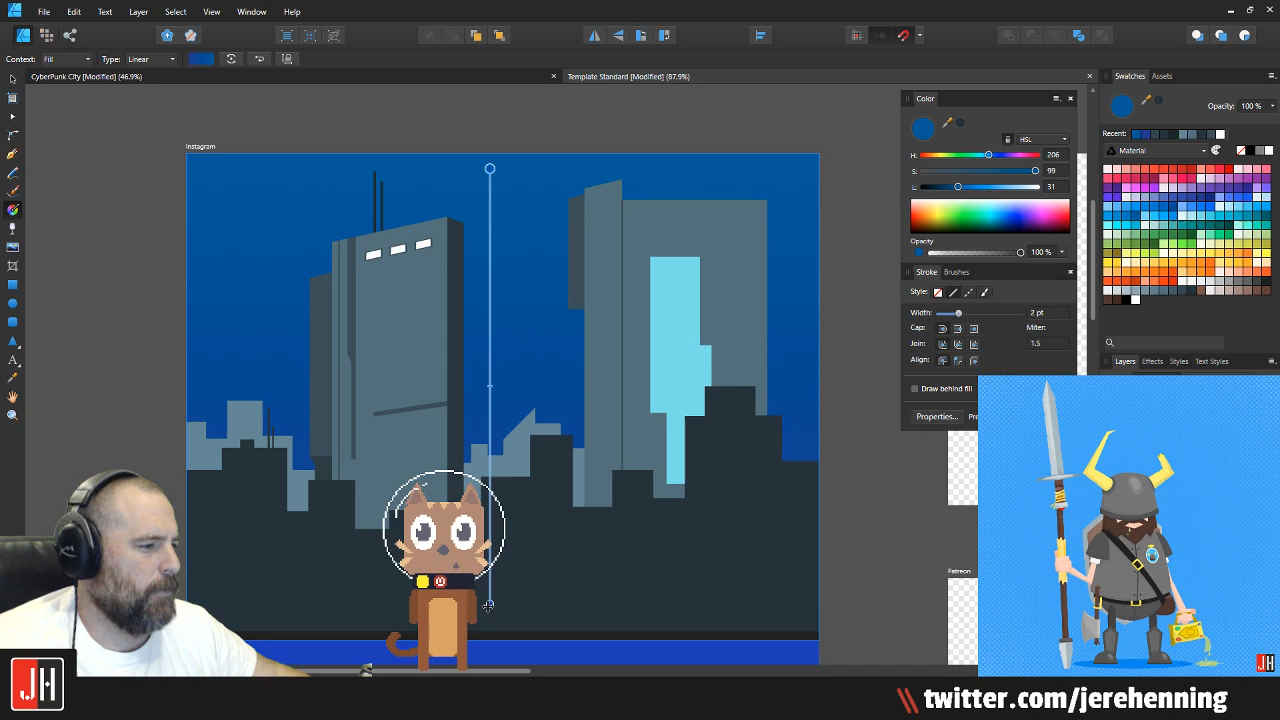 File Edit Text Layer Select View Window Help
Context: Fill Type: Linear
CyberPunk City [Modified] (46.9%) Template Standard [Modified] (87.9%)
Instagram
Color
HSL
H: 206
S: 99
L: 31
Opacity
100 %
Stroke Brushes
Style:
Width: 2 pt
Cap: Miter:
Join: 1.5
Align:
Draw behind fill
Properties...
Swatches Assets
Opacity: 100 %
Recent:
Material
Layers Effects Styles Text Styles
Patreon
JH
JH
\\ twitter.com/jerehenning